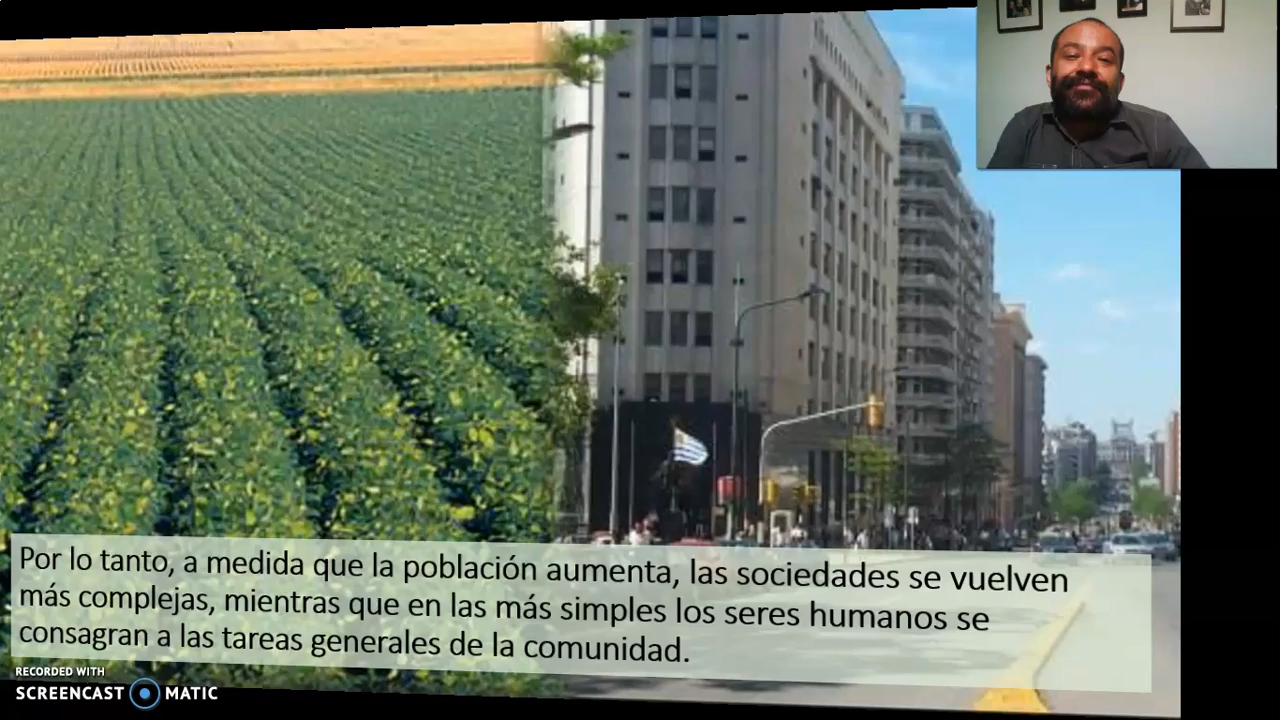 Por lo tanto, a medida que la población aumenta, las sociedades se vuelven
más complejas, mientras que en las más simples los seres humanos se
consagran a las tareas generales de la comunidad.
RECORDED WITH
SCREENCAST MATIC